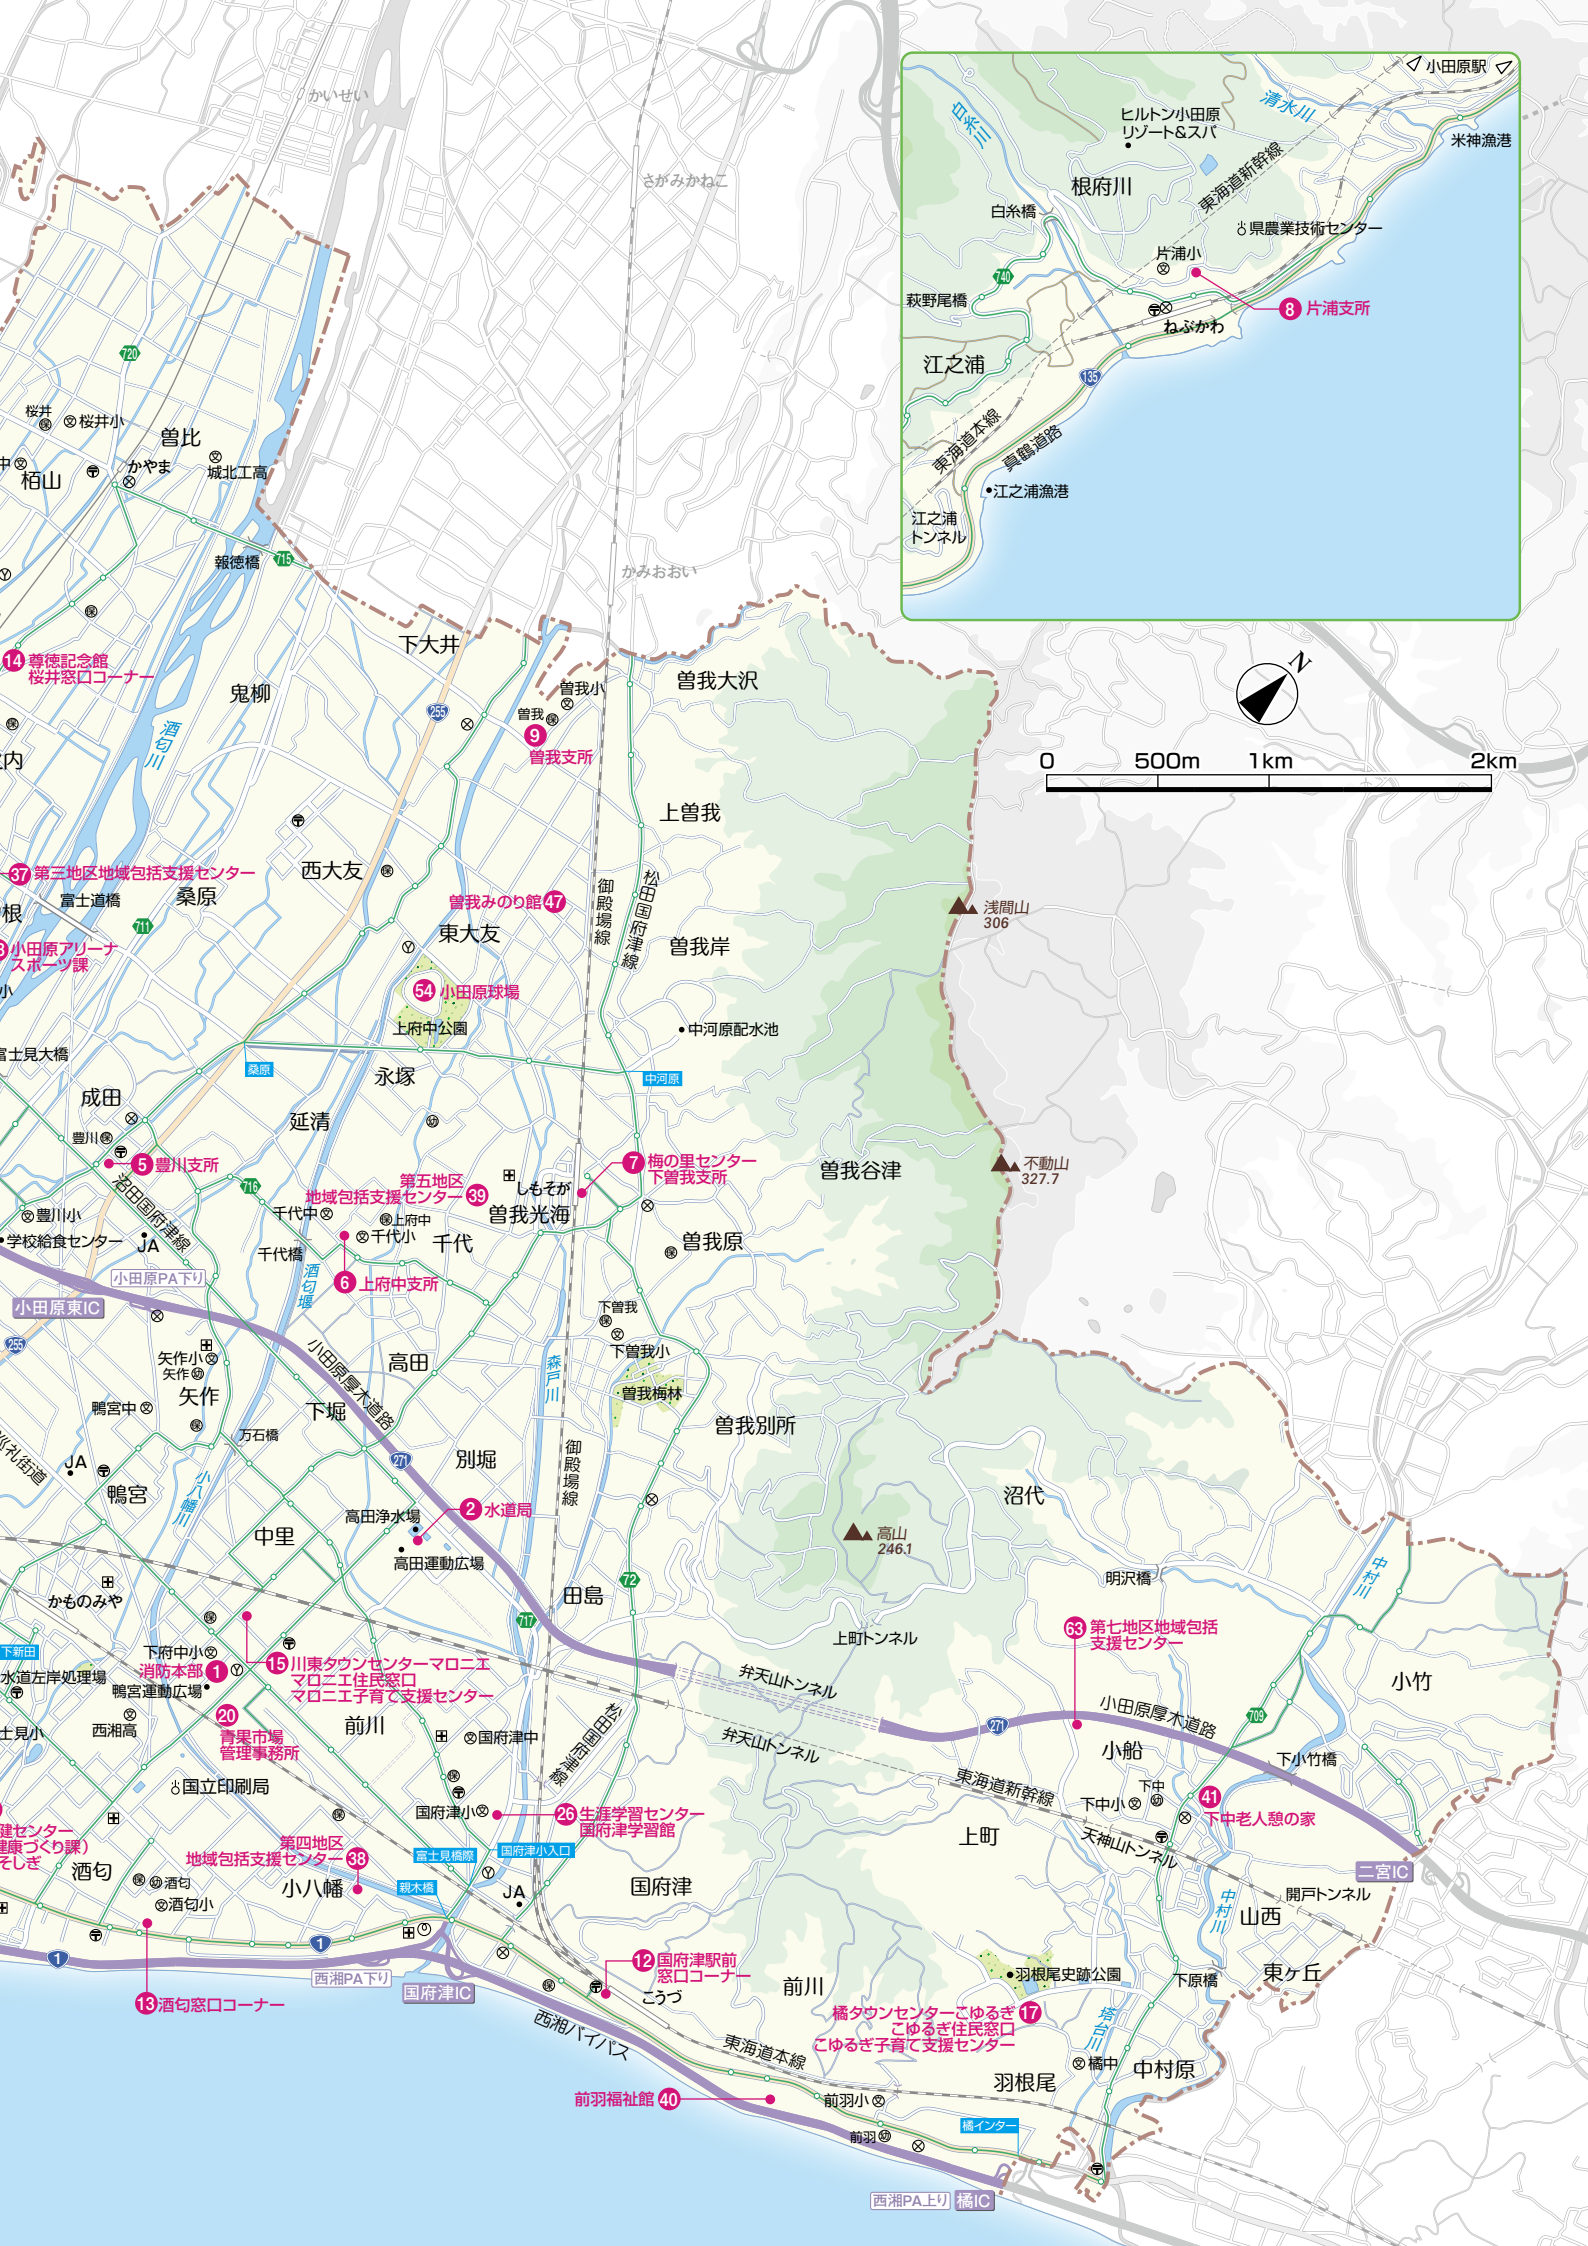 かいせい
さがみかねこ
かみおおい
小田原駅
清水川
白糸川
ヒルトン小田原
リゾート&スパ
米神漁港
東海道新幹線
根府川
白糸橋
県農業技術センター
片浦小
740
萩野尾橋
8 片浦支所
ねぶかわ
江之浦
135
東海道本線
真鶴道路
江之浦漁港
江之浦
トンネル
N
0 500m 1km 2km
720
桜井
桜井小
曽比
中
かやま
城北工高
栢山
報徳橋
715
下大井
14 尊徳記念館
桜井窓口コーナー
鬼柳
酒匂川
255
曽我小
曽我
9
曽我支所
曽我大沢
上曽我
西大友
37 第三地区地域包括支援センター
富士道橋
桑原
711
小田原アリーナ
スポーツ課
曽我みのり館 47
東大友
御殿場線
松田国府津線
曽我岸
浅間山
306
54 小田原球場
上府中公園
中河原配水池
富士見大橋
桑原
中河原
永塚
成田
延清
豊川
5 豊川支所
沼田国府津線
716
第五地区
地域包括支援センター 39
しもそが
7 梅の里センター
下曽我支所
曽我谷津
不動山
327.7
曽我光海
豊川小
学校給食センター
JA
千代中
上府中
千代小
千代
千代橋
酒匂堰
曽我原
小田原PA下り
6 上府中支所
小田原東IC
255
矢作小
矢作
矢作
鴨宮中
小田原厚木道路
高田
下堀
森戸川
下曽我
下曽我小
曽我梅林
曽我別所
万石橋
巡礼街道
JA
271
別堀
御殿場線
鴨宮
小八幡川
沼代
高田浄水場
2 水道局
中里
高田運動広場
高山
246.1
中村川
明沢橋
かものみや
田島
72
717
上町トンネル
63 第七地区地域包括
支援センター
下新田
下府中小
消防本部 1
水道左岸処理場
鴨宮運動広場
15 川東タウンセンターマロニエ
マロニエ住民窓口
マロニエ子育て支援センター
弁天山トンネル
小竹
20
青果市場
管理事務所
西湘高
前川
国府津中
松田国府津線
弁天山トンネル
271
小田原厚木道路
709
小船
下小竹橋
国立印刷局
東海道新幹線
下中
下中小
41
下中老人憩の家
国府津小
26 生涯学習センター
国府津学習館
上町
天神山トンネル
健センター
健康づくり課)
そしぎ
第四地区
地域包括支援センター 38
富士見橋際
国府津小入口
二宮IC
酒匂
酒匂
酒匂小
小八幡
親木橋
JA
国府津
開戸トンネル
中村川
山西
1
1
西湘PA下り
国府津IC
12 国府津駅前
窓口コーナー
こうづ
前川
羽根尾史跡公園
下原橋
東ヶ丘
13 酒匂窓口コーナー
西湘バイパス
東海道本線
橘タウンセンターこゆるぎ 17
こゆるぎ住民窓口
こゆるぎ子育て支援センター
塔台川
橘中
中村原
羽根尾
前羽福祉館 40
前羽小
前羽
橘インター
西湘PA上り
橘IC